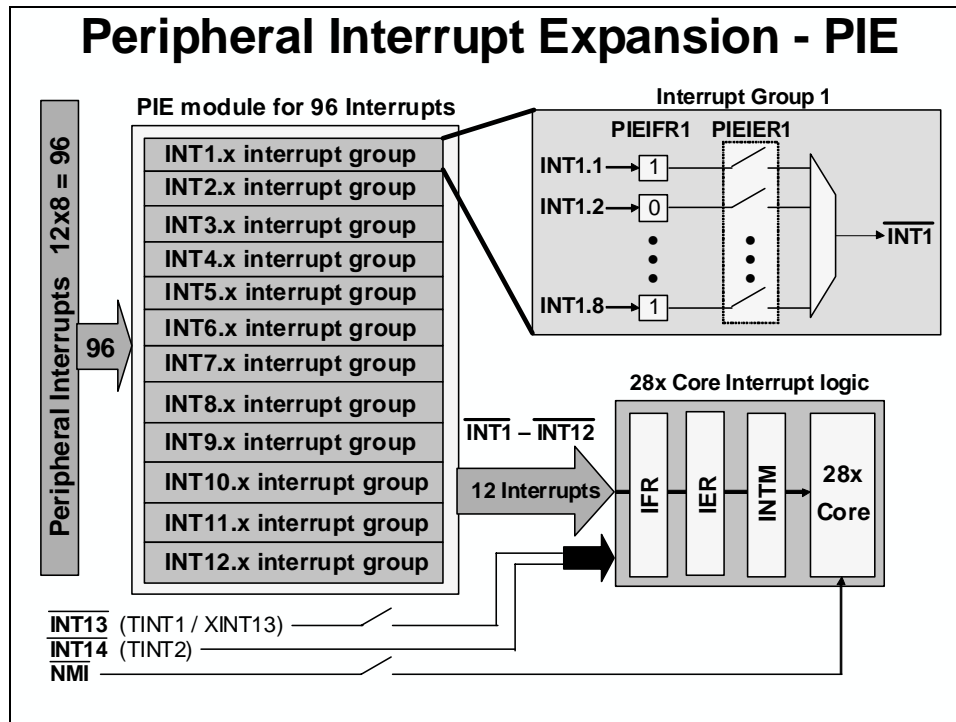 Peripheral Interrupt Expansion - PIE
Peripheral Interrupts 12x8 = 96
96
PIE module for 96 Interrupts
INT1.x interrupt group
INT2.x interrupt group
INT3.x interrupt group
INT4.x interrupt group
INT5.x interrupt group
INT6.x interrupt group
INT7.x interrupt group
INT8.x interrupt group
INT9.x interrupt group
INT10.x interrupt group
INT11.x interrupt group
INT12.x interrupt group
Interrupt Group 1
PIEIFR1 PIEIER1
INT1.1 1
INT1.2 0
INT1.8 1
INT1
28x Core Interrupt logic
INT1 – INT12
12 Interrupts
IFR
IER
INTM
28x
Core
INT13 (TINT1 / XINT13)
INT14 (TINT2)
NMI